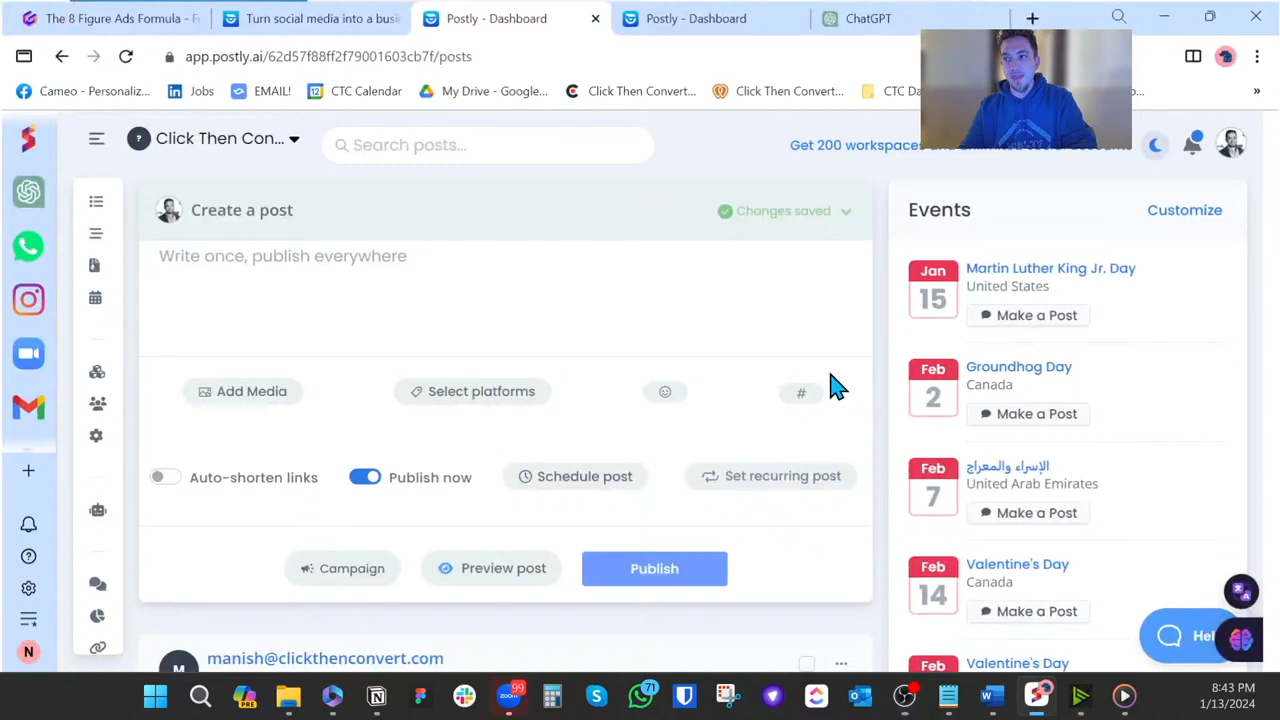 The 8 Figure Ads Formula - F
Turn social media into a busi
Postly - Dashboard
Postly - Dashboard
ChatGPT
app.postly.ai/62d57f88ff2f79001603cb7f/posts
Cameo - Personaliz...
Jobs
EMAIL!
CTC Calendar
My Drive - Google...
Click Then Convert...
Click Then Convert...
Click Then Con...
Search posts...
Get 200 workspaces
Create a post
Changes saved
Write once, publish everywhere
Add Media
Select platforms
#
Auto-shorten links
Publish now
Schedule post
Set recurring post
Campaign
Preview post
Publish
M
manish@clickthenconvert.com
Events
Customize
Jan
15
Martin Luther King Jr. Day
United States
Make a Post
Feb
2
Groundhog Day
Canada
Make a Post
Feb
7
الإسراء والمعراج
United Arab Emirates
Make a Post
Feb
14
Valentine's Day
Canada
Make a Post
Feb
Valentine's Day
N
PRE
99
71
8:43 PM
1/13/2024